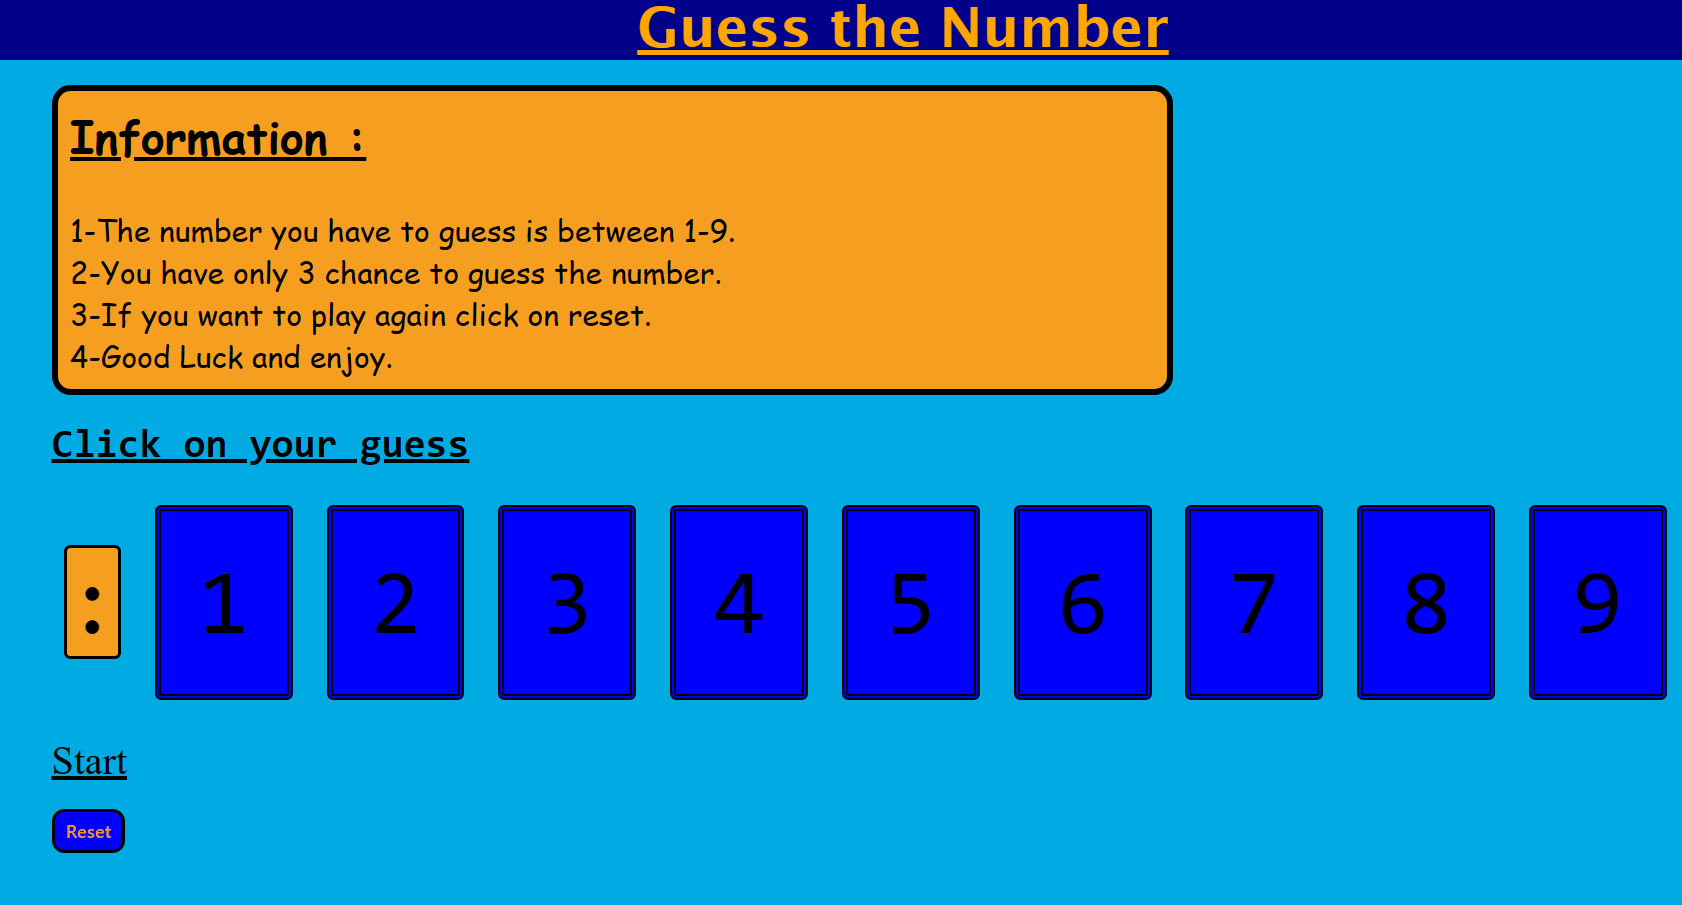 Guess the Number
Information :
1-The number you have to guess is between 1-9.
2-You have only 3 chance to guess the number.
3-If you want to play again click on reset.
4-Good Luck and enjoy.
Click on your guess
: 1 2 3 4 5 6 7 8 9
Start
Reset